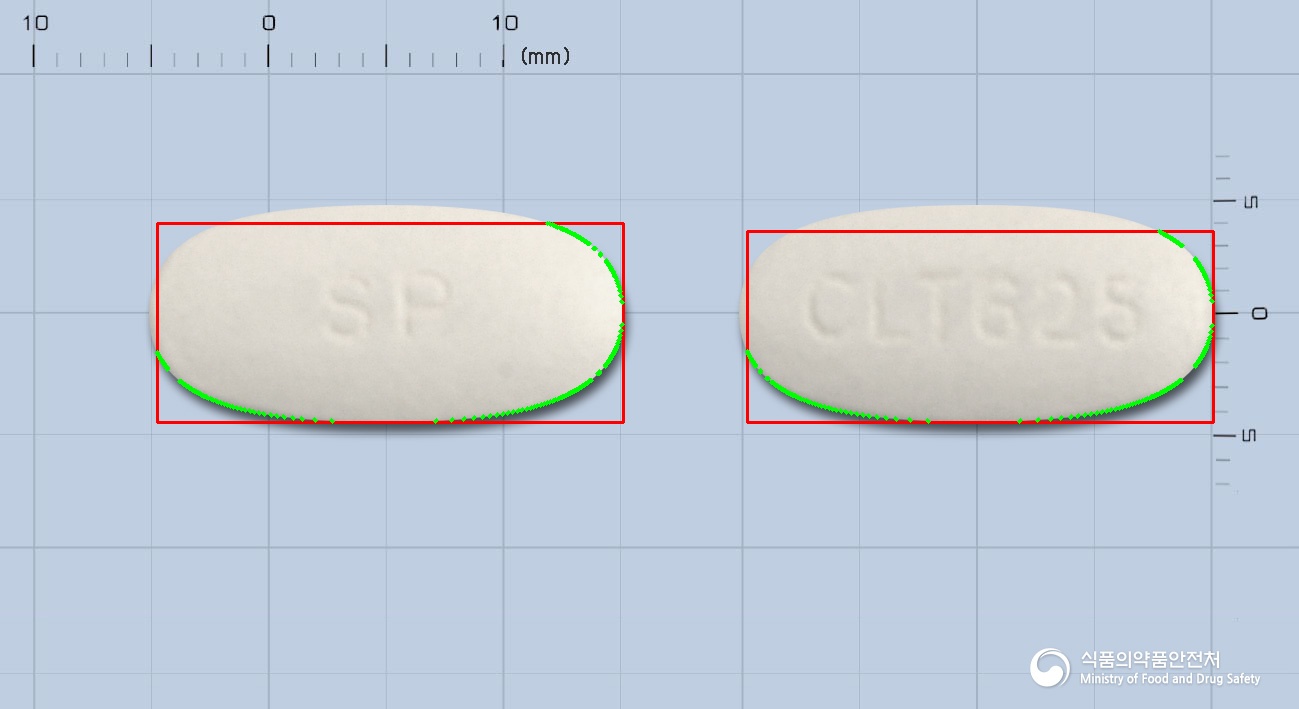 10 0 10
(mm)
SP
CLT625
5
0
5
식품의약품안전처
Ministry of Food and Drug Safety